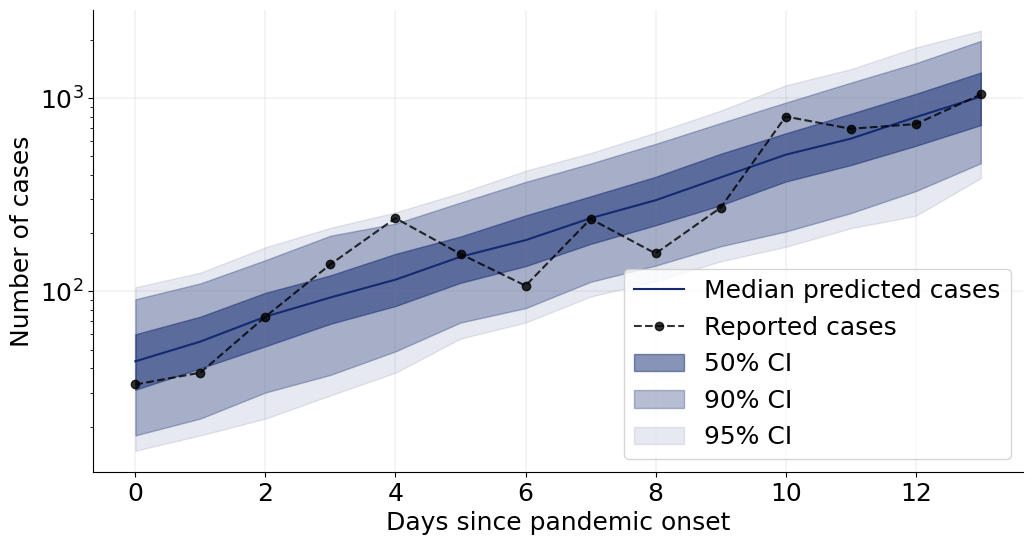 Number of cases
10³
10²
Median predicted cases
Reported cases
50% CI
90% CI
95% CI
0 2 4 6 8 10 12
Days since pandemic onset